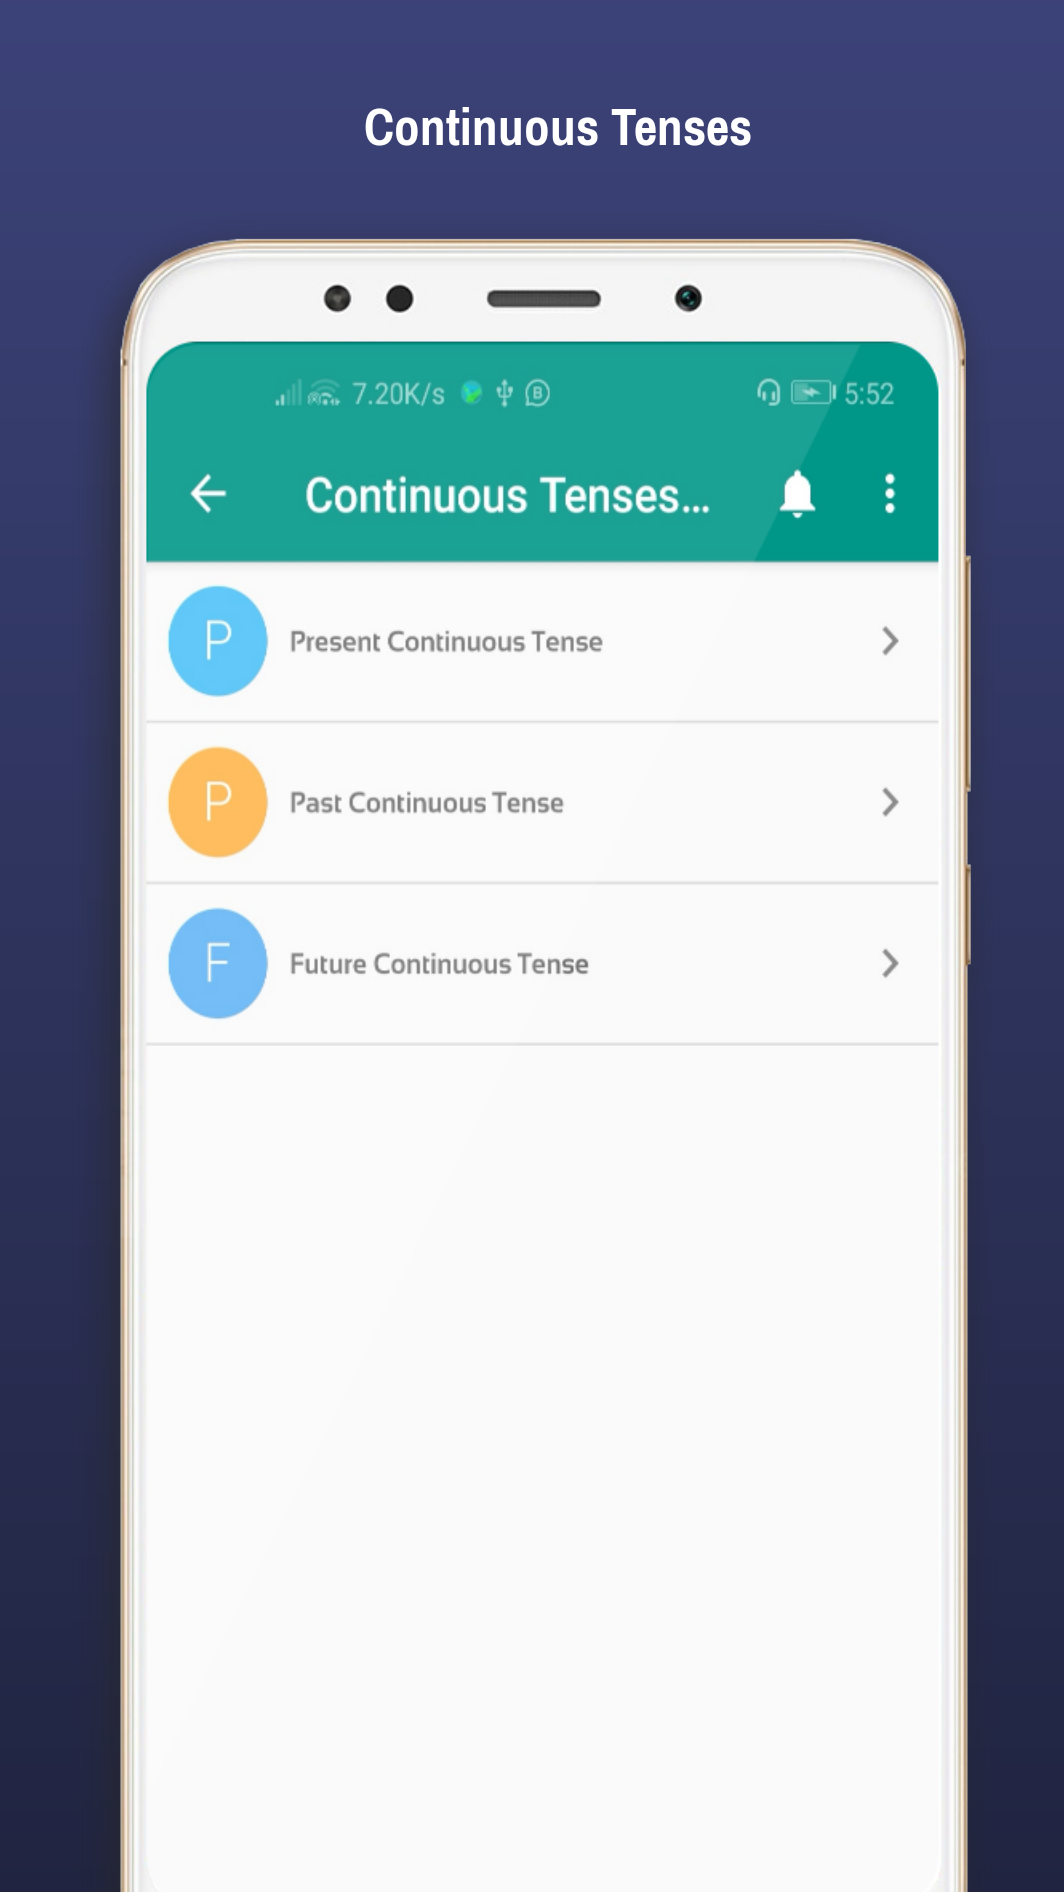 Continuous Tenses
7.20K/s B 5:52
Continuous Tenses...
P Present Continuous Tense
P Past Continuous Tense
F Future Continuous Tense